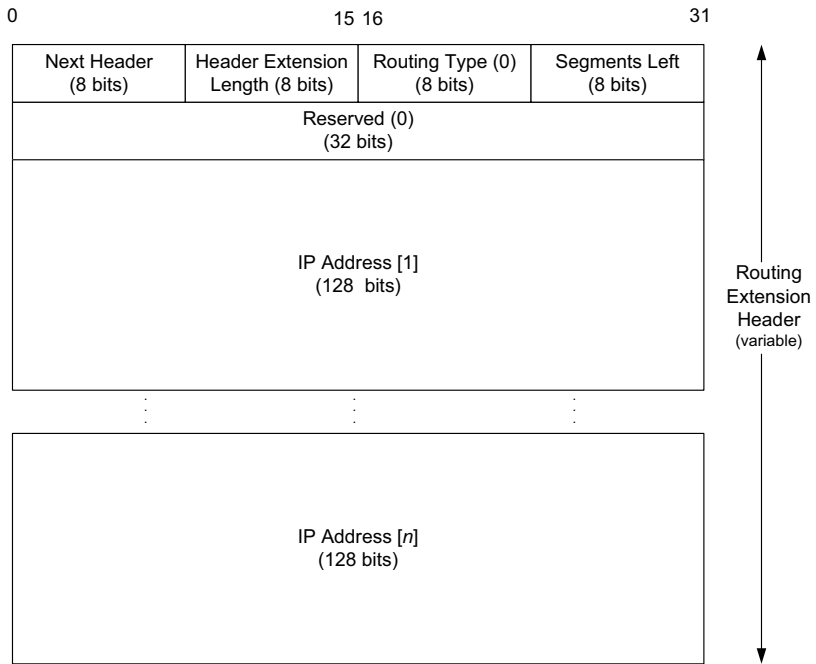 0 15 16 31
Next Header Header Extension Routing Type (0) Segments Left
(8 bits) Length (8 bits) (8 bits) (8 bits)
Reserved (0)
(32 bits)
IP Address [1]
(128 bits)
Routing
Extension
Header
(variable)
IP Address [n]
(128 bits)